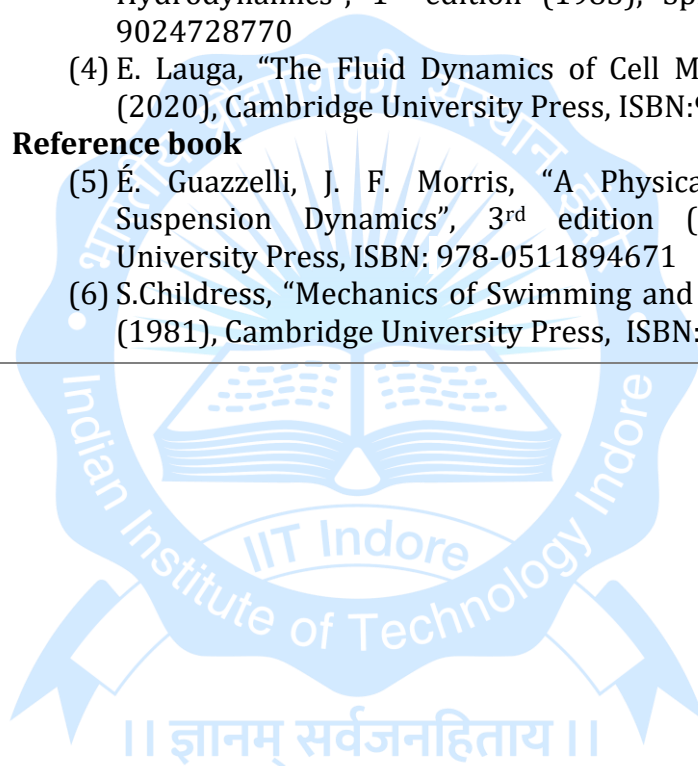 9024728770
(4) E. Lauga, “The Fluid Dynamics of Cell
(2020), Cambridge University Press,
Reference book
(5) É. Guazzelli, J. F. Morris, “A
Suspension Dynamics”, 3rd edition
University Press, ISBN: 978-0511894671
(6) S.Childress, “Mechanics of Swimming and
(1981), Cambridge University Press, ISBN:
भारतीय प्रौद्योगिकी संस्थान इंदौर
IIT Indore
Indian Institute of Technology Indore
।। ज्ञानम् सर्वजनहिताय ।।